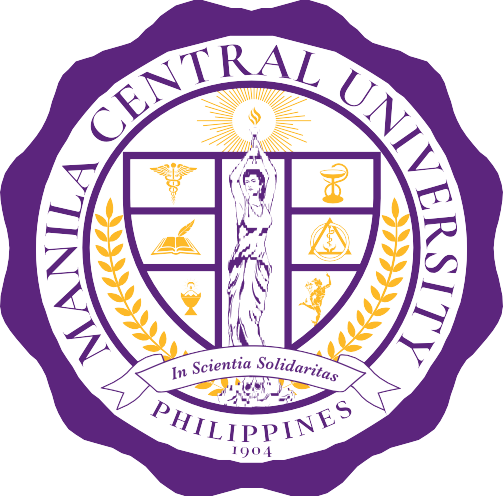 MANILA CENTRAL UNIVERSITY
In Scientia Solidaritas
PHILIPPINES
1904